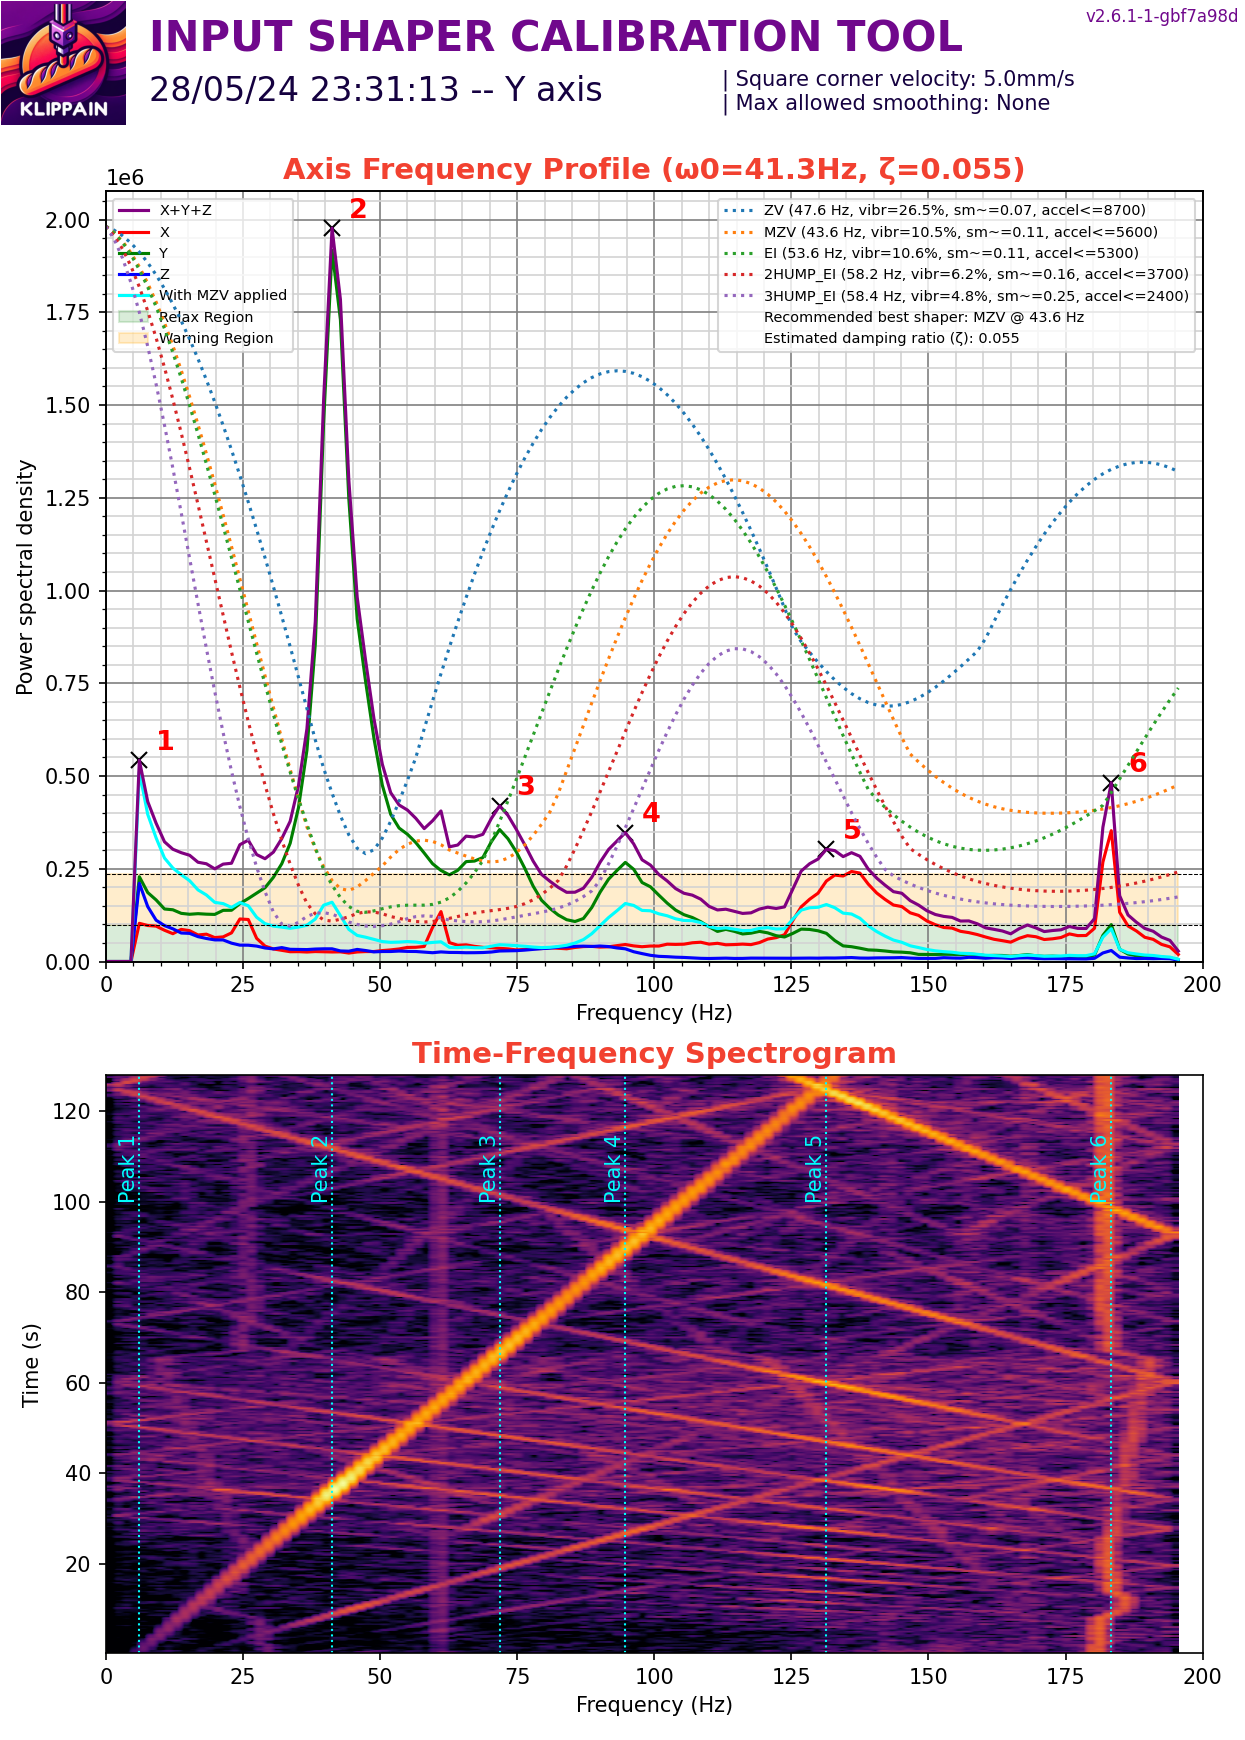 KLIPPAIN
INPUT SHAPER CALIBRATION TOOL
v2.6.1-1-gbf7a98d
28/05/24 23:31:13 -- Y axis
| Square corner velocity: 5.0mm/s
| Max allowed smoothing: None
Axis Frequency Profile (ω0=41.3Hz, ζ=0.055)
1e6
X+Y+Z
X
Y
Z
With MZV applied
Relax Region
Warning Region
ZV (47.6 Hz, vibr=26.5%, sm~=0.07, accel<=8700)
MZV (43.6 Hz, vibr=10.5%, sm~=0.11, accel<=5600)
EI (53.6 Hz, vibr=10.6%, sm~=0.11, accel<=5300)
2HUMP_EI (58.2 Hz, vibr=6.2%, sm~=0.16, accel<=3700)
3HUMP_EI (58.4 Hz, vibr=4.8%, sm~=0.25, accel<=2400)
Recommended best shaper: MZV @ 43.6 Hz
Estimated damping ratio (ζ): 0.055
Power spectral density
2.00
1.75
1.50
1.25
1.00
0.75
0.50
0.25
0.00
1
2
3
4
5
6
0 25 50 75 100 125 150 175 200
Frequency (Hz)
Time-Frequency Spectrogram
Time (s)
120
100
80
60
40
20
Peak 1
Peak 2
Peak 3
Peak 4
Peak 5
Peak 6
0 25 50 75 100 125 150 175 200
Frequency (Hz)